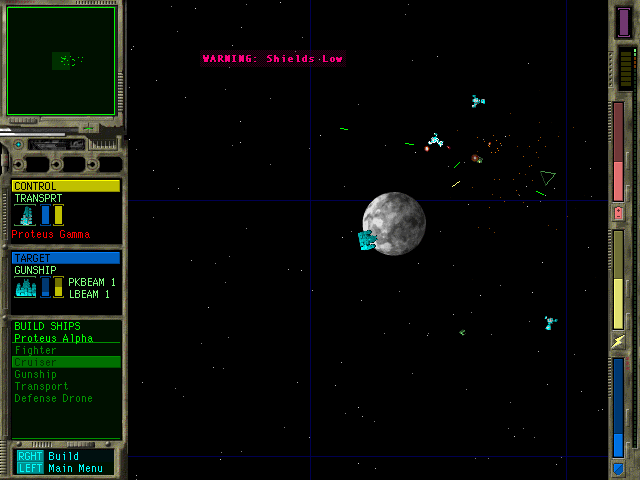 WARNING: Shields Low
CONTROL
TRANSPRT
Proteus Gamma
TARGET
GUNSHIP
PKBEAM 1
LBEAM 1
BUILD SHIPS
Proteus Alpha
Fighter
Cruiser
Gunship
Transport
Defense Drone
RGHT Build
LEFT Main Menu